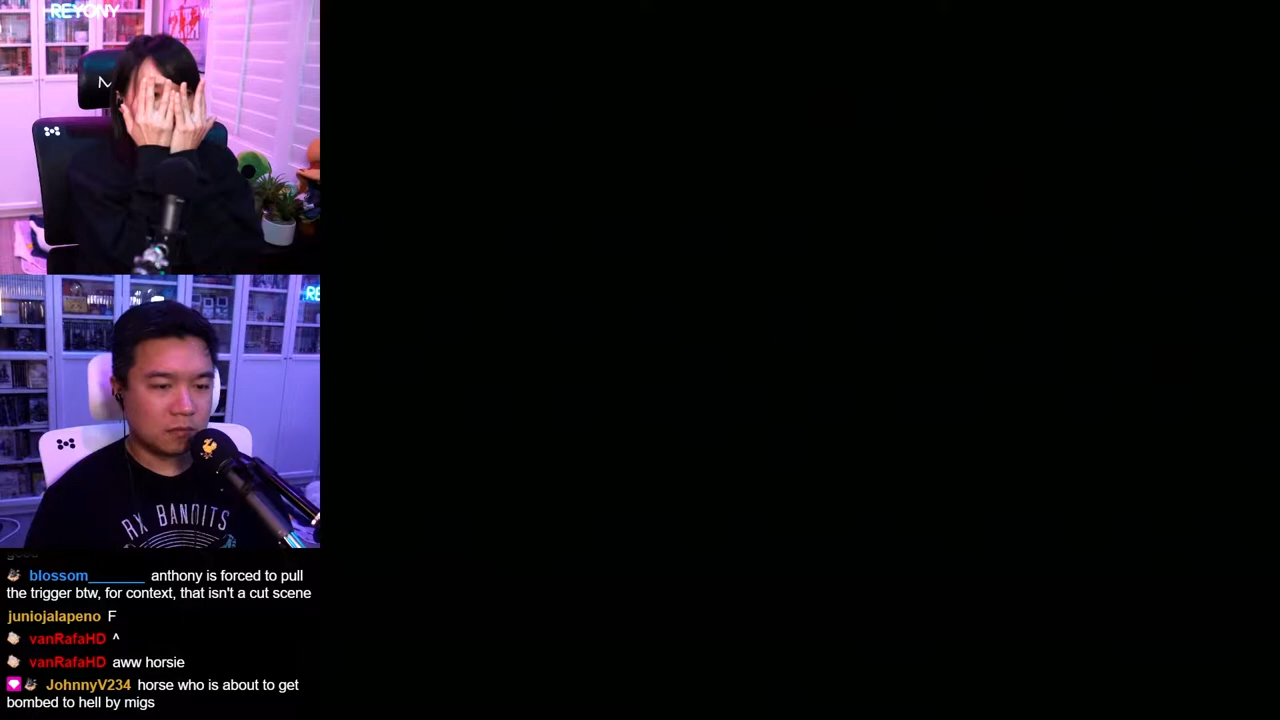 REYONY
RE
RX BANDITS
blossom_______ anthony is forced to pull
the trigger btw, for context, that isn't a cut scene
juniojalapeno F
vanRafaHD ^
vanRafaHD aww horsie
JohnnyV234 horse who is about to get
bombed to hell by migs